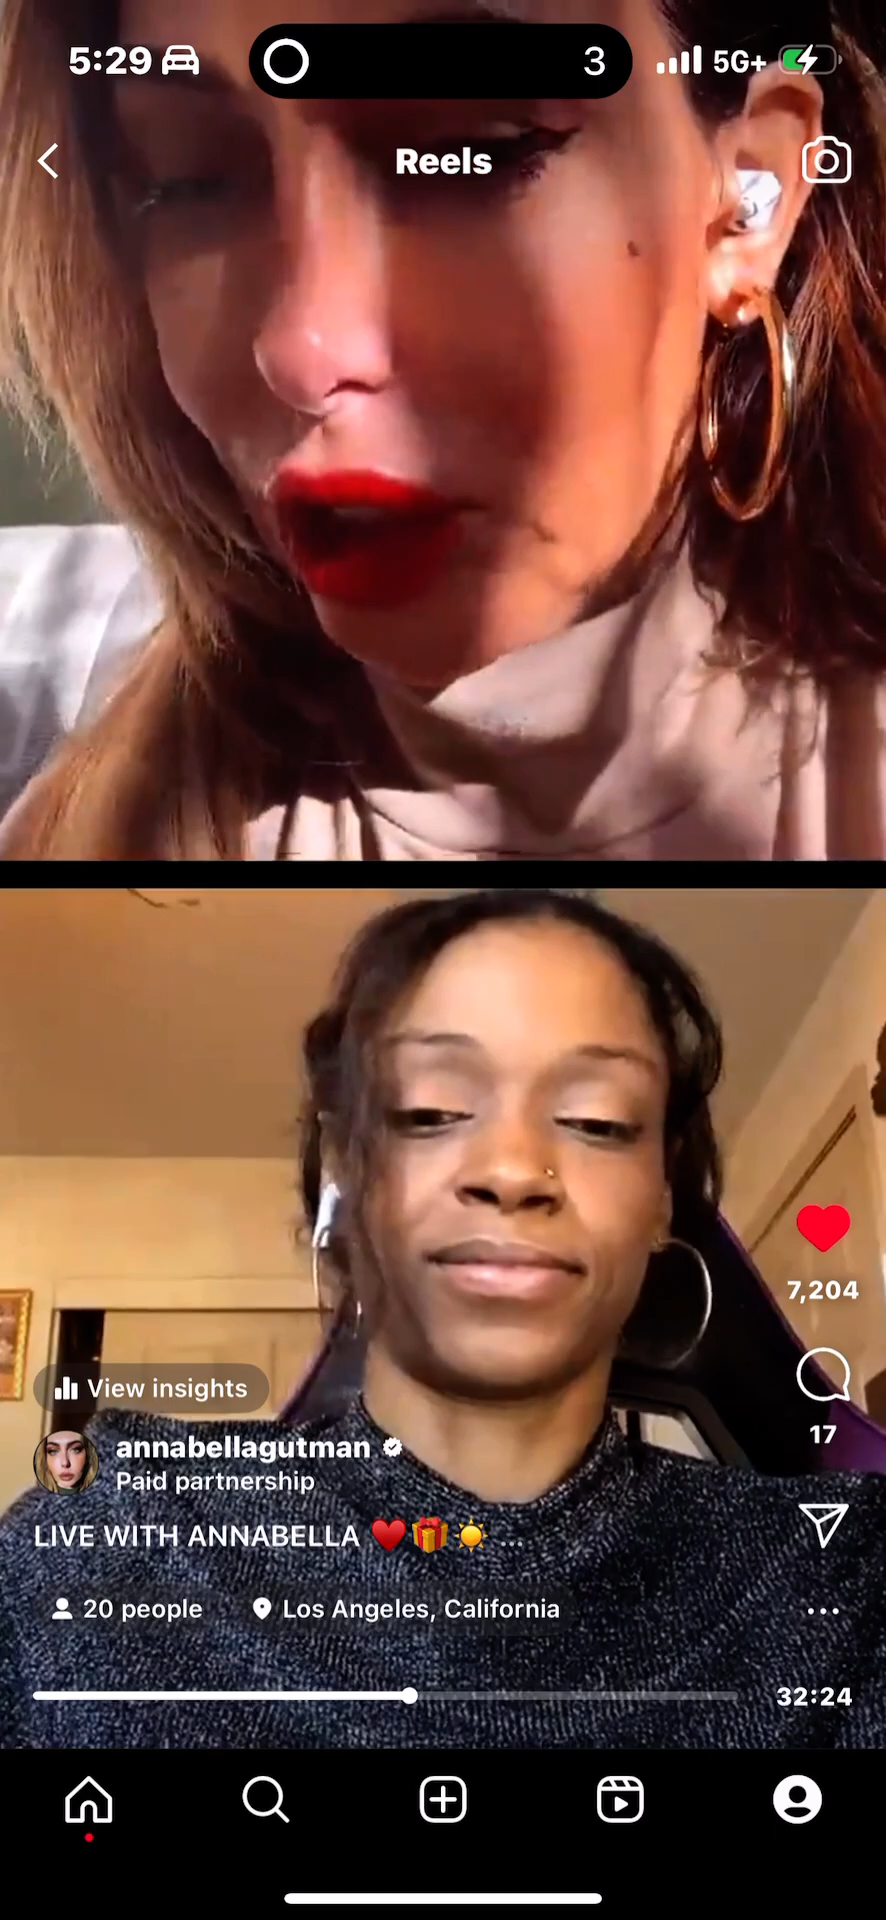 5:29
3
5G+
Reels
7,204
View insights
17
annabellagutman
Paid partnership
LIVE WITH ANNABELLA ❤️🎁☀️ ...
20 people
Los Angeles, California
32:24